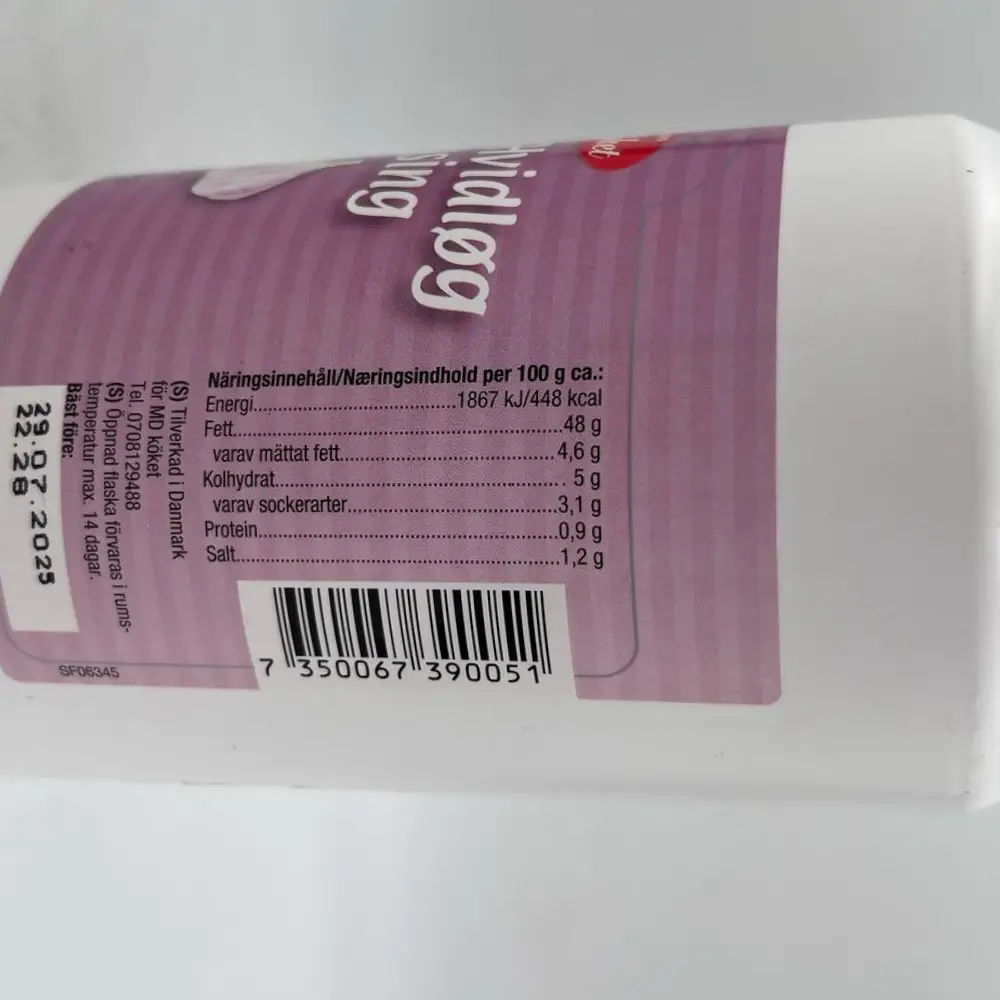 Hvidløg
Näringsinnehåll/Næringsindhold per 100 g ca.:
Energi..............................1867 kJ/448 kcal
Fett..................................................48 g
varav mättat fett................................4,6 g
Kolhydrat........................................... 5 g
varav sockerarter..............................3,1 g
Protein.............................................0,9 g
Salt..................................................1,2 g
(S) Tillverkad i Danmark
för MD köket
Tel. 0708129488
(S) Öppnad flaska förvaras i rums-
temperatur max. 14 dagar.
Bäst före:
29.07.2025
22.28
SF06345
7 350067 390051